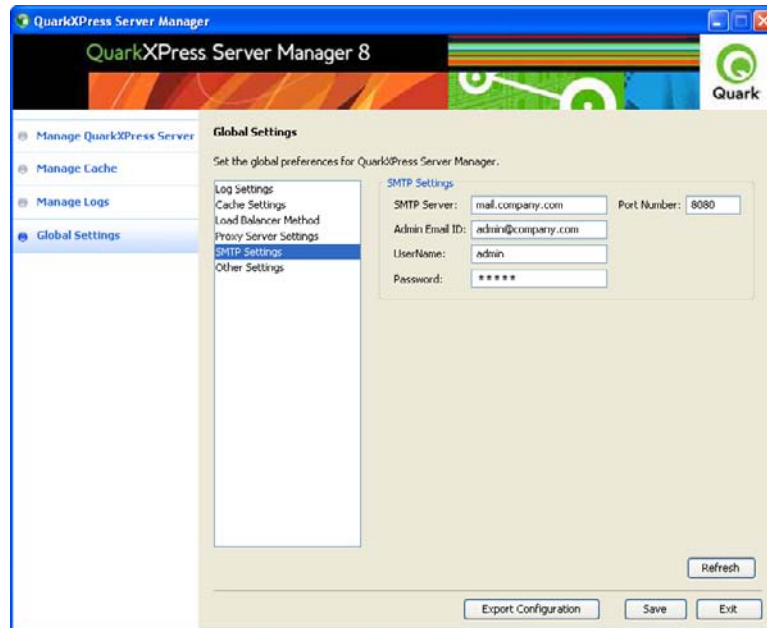 QuarkXPress Server Manager
QuarkXPress Server Manager 8
Quark
Manage QuarkXPress Server
Manage Cache
Manage Logs
Global Settings
Global Settings
Set the global preferences for QuarkXPress Server Manager.
Log Settings
Cache Settings
Load Balancer Method
Proxy Server Settings
SMTP Settings
Other Settings
SMTP Settings
SMTP Server: mail.company.com Port Number: 8080
Admin Email ID: admin@company.com
UserName: admin
Password: *****
Refresh
Export Configuration Save Exit